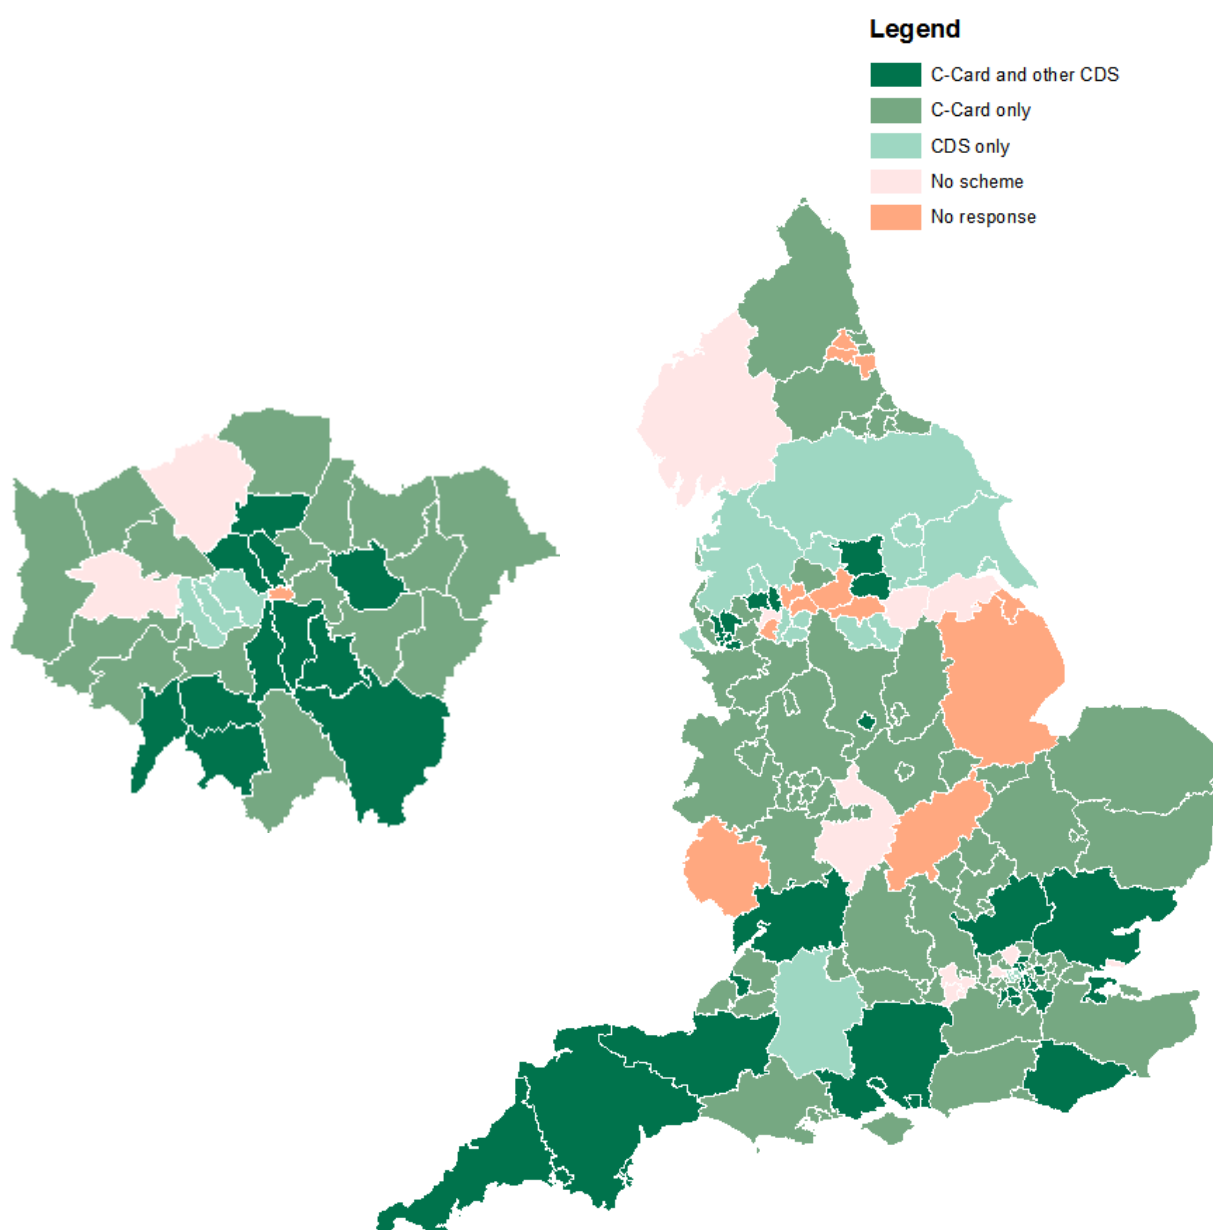 Legend
C-Card and other CDS
C-Card only
CDS only
No scheme
No response